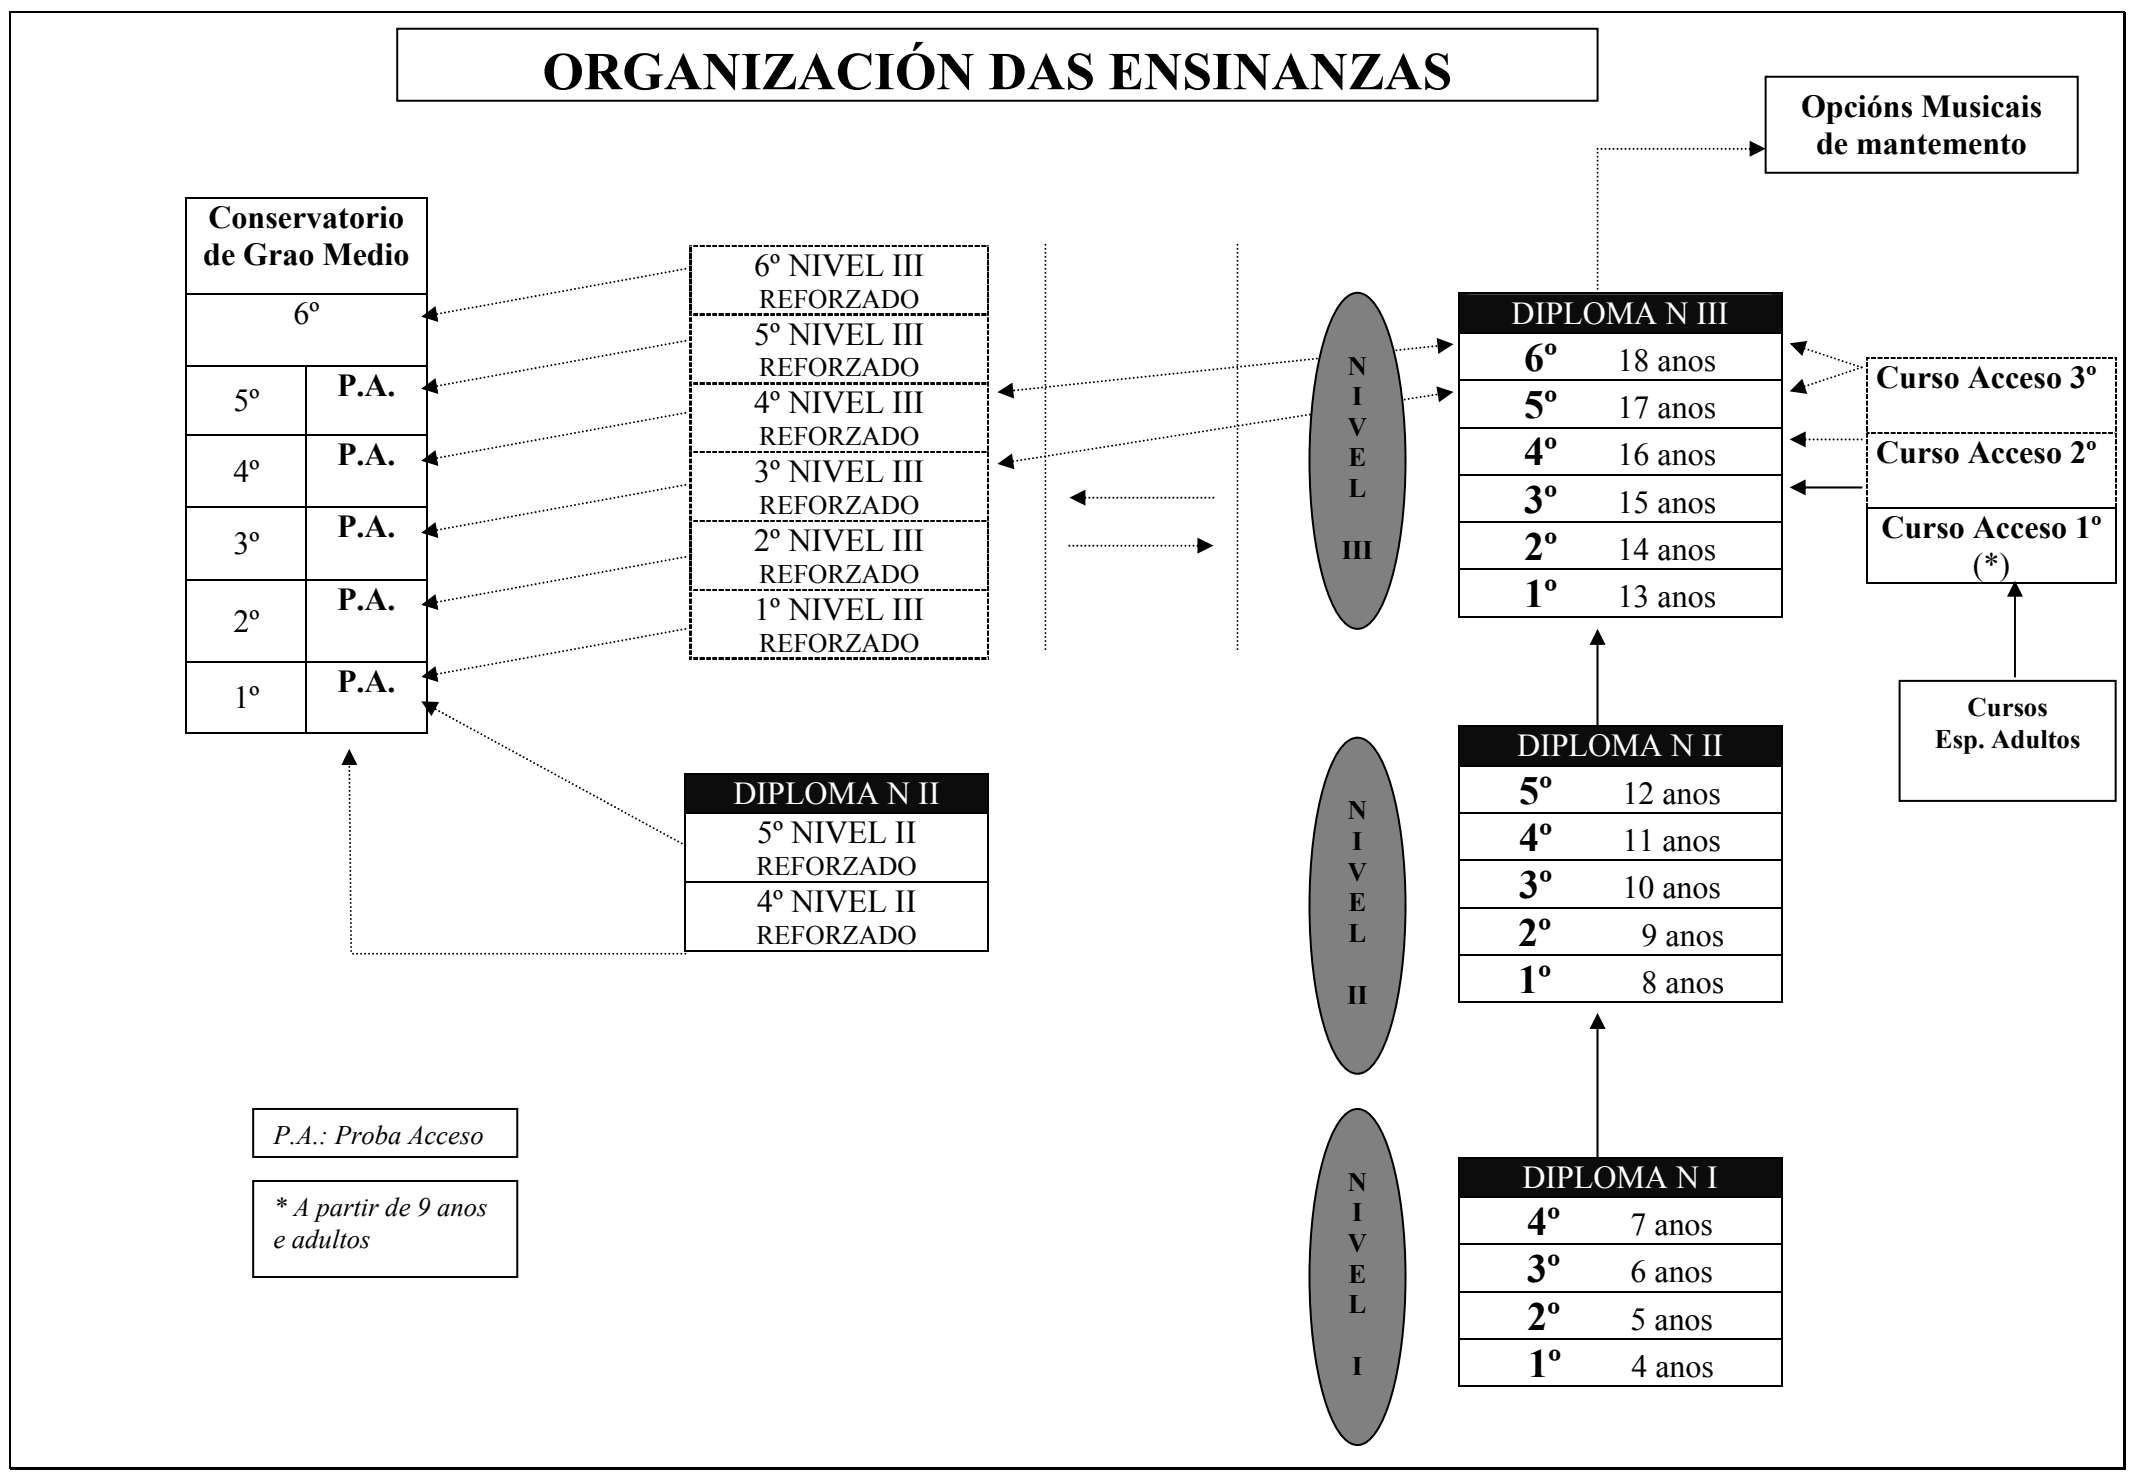 ORGANIZACIÓN DAS ENSINANZAS
Opcións Musicais
de mantemento
Conservatorio
de Grao Medio
6º
5º P.A.
4º P.A.
3º P.A.
2º P.A.
1º P.A.
6º NIVEL III
REFORZADO
5º NIVEL III
REFORZADO
4º NIVEL III
REFORZADO
3º NIVEL III
REFORZADO
2º NIVEL III
REFORZADO
1º NIVEL III
REFORZADO
N
I
V
E
L
III
DIPLOMA N III
6º 18 anos
5º 17 anos
4º 16 anos
3º 15 anos
2º 14 anos
1º 13 anos
Curso Acceso 3º
Curso Acceso 2º
Curso Acceso 1º
(*)
Cursos
Esp. Adultos
DIPLOMA N II
5º NIVEL II
REFORZADO
4º NIVEL II
REFORZADO
N
I
V
E
L
II
DIPLOMA N II
5º 12 anos
4º 11 anos
3º 10 anos
2º 9 anos
1º 8 anos
P.A.: Proba Acceso
* A partir de 9 anos
e adultos
N
I
V
E
L
I
DIPLOMA N I
4º 7 anos
3º 6 anos
2º 5 anos
1º 4 anos